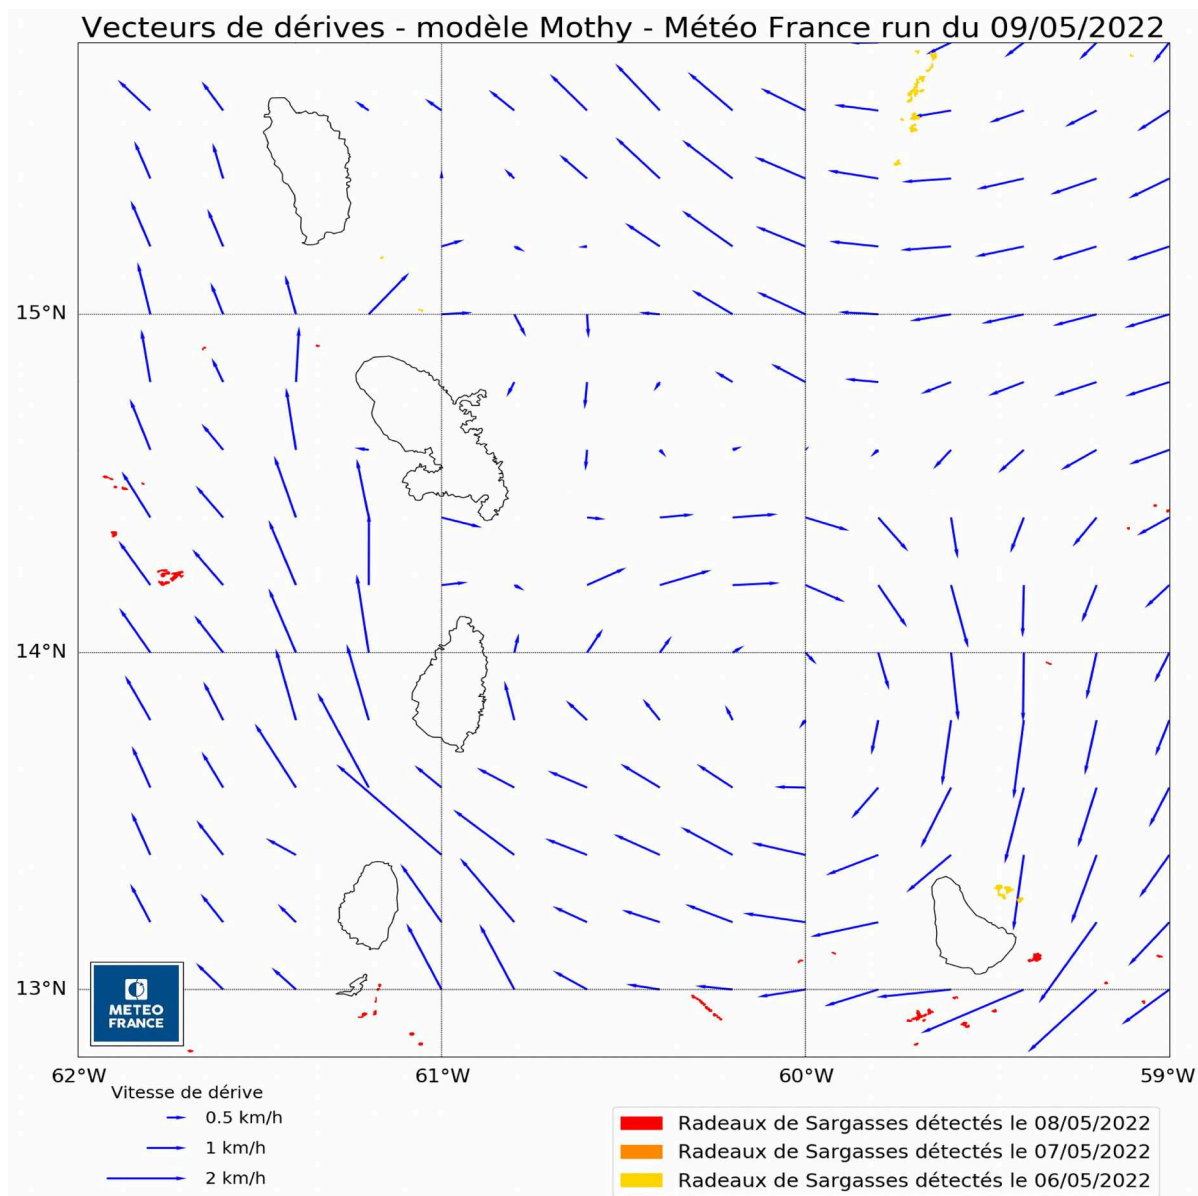 Vecteurs de dérives - modèle Mothy - Météo France run du 09/05/2022
15°N
14°N
13°N
METEO
FRANCE
62°W
61°W
60°W
59°W
Vitesse de dérive
0.5 km/h
1 km/h
2 km/h
Radeaux de Sargasses détectés le 08/05/2022
Radeaux de Sargasses détectés le 07/05/2022
Radeaux de Sargasses détectés le 06/05/2022